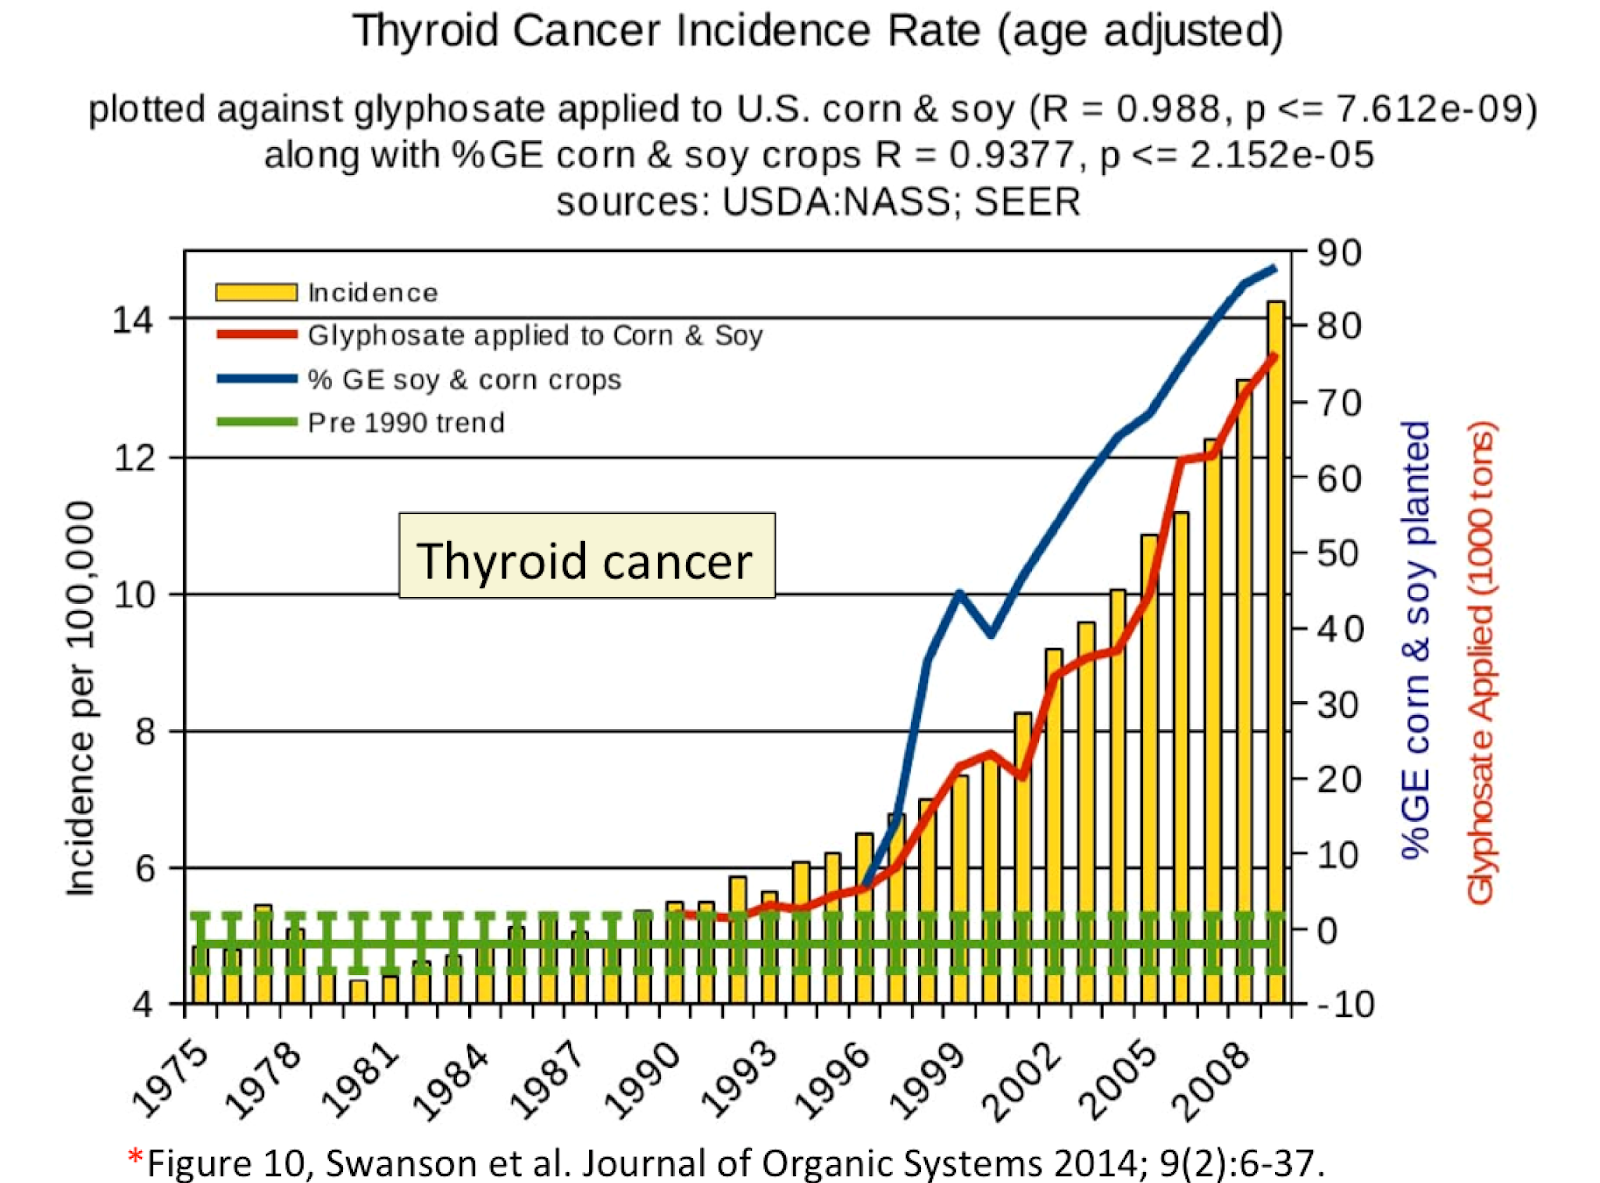 Thyroid Cancer Incidence Rate (age adjusted)
plotted against glyphosate applied to U.S. corn & soy (R = 0.988, p <= 7.612e-09)
along with %GE corn & soy crops R = 0.9377, p <= 2.152e-05
sources: USDA:NASS; SEER
Incidence
Glyphosate applied to Corn & Soy
% GE soy & corn crops
Pre 1990 trend
Thyroid cancer
Incidence per 100,000
14
12
10
8
6
4
90
80
70
60
50
40
30
20
10
0
-10
%GE corn & soy planted
Glyphosate Applied (1000 tons)
1975
1978
1981
1984
1987
1990
1993
1996
1999
2002
2005
2008
*Figure 10, Swanson et al. Journal of Organic Systems 2014; 9(2):6-37.